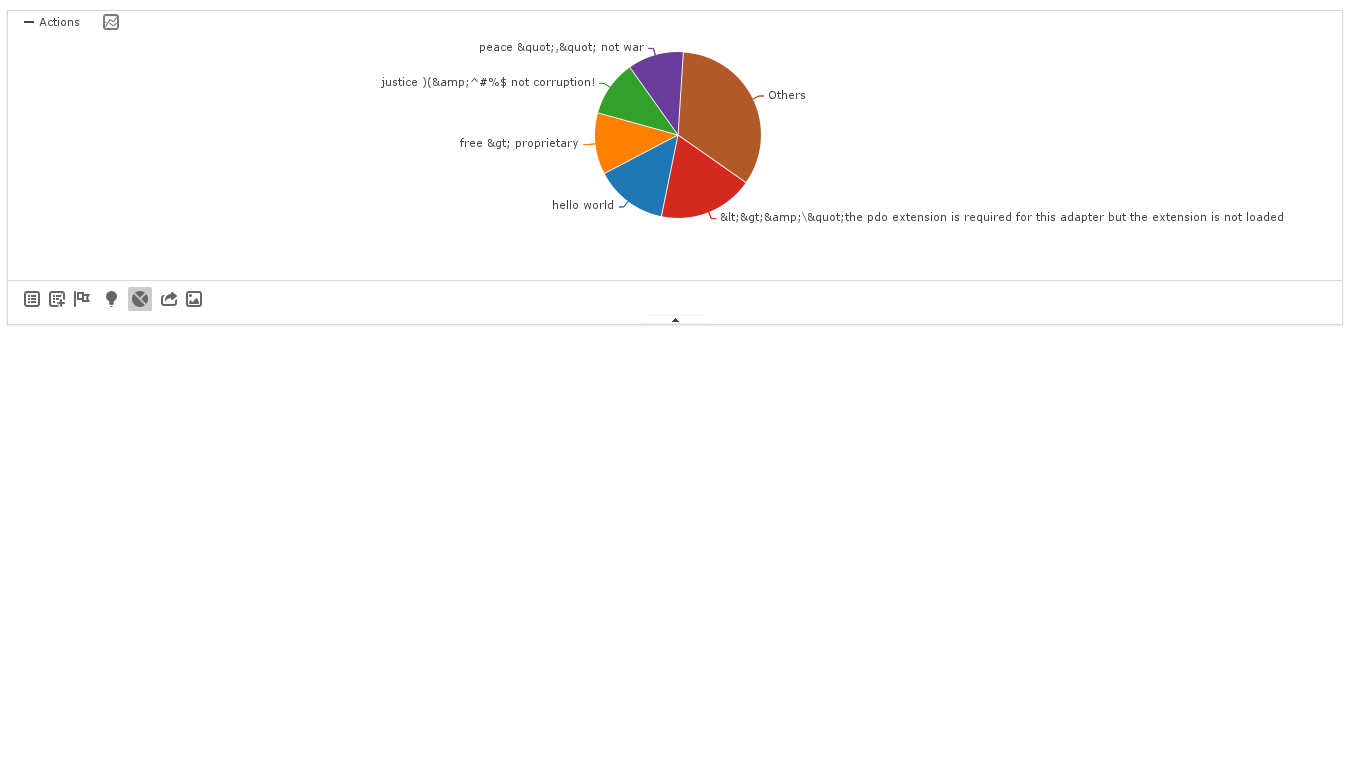 Actions
peace &quot;,&quot; not war
justice )(&amp;^#%$ not corruption!
Others
free &gt; proprietary
hello world
&lt;&gt;&amp;\&quot;the pdo extension is required for this adapter but the extension is not loaded